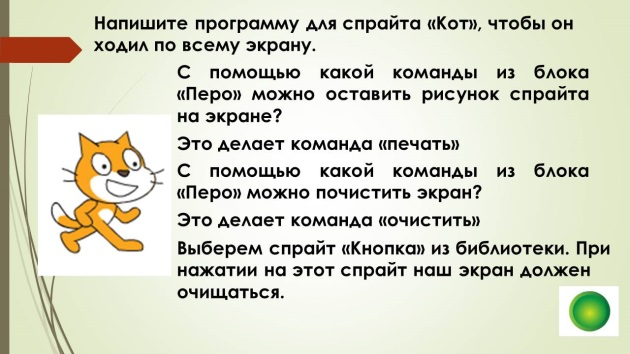 Напишите программу для спрайта «Кот», чтобы он
ходил по всему экрану.
С помощью какой команды из блока
«Перо» можно оставить рисунок спрайта
на экране?
Это делает команда «печать»
С помощью какой команды из блока
«Перо» можно почистить экран?
Это делает команда «очистить»
Выберем спрайт «Кнопка» из библиотеки. При
нажатии на этот спрайт наш экран должен
очищаться.